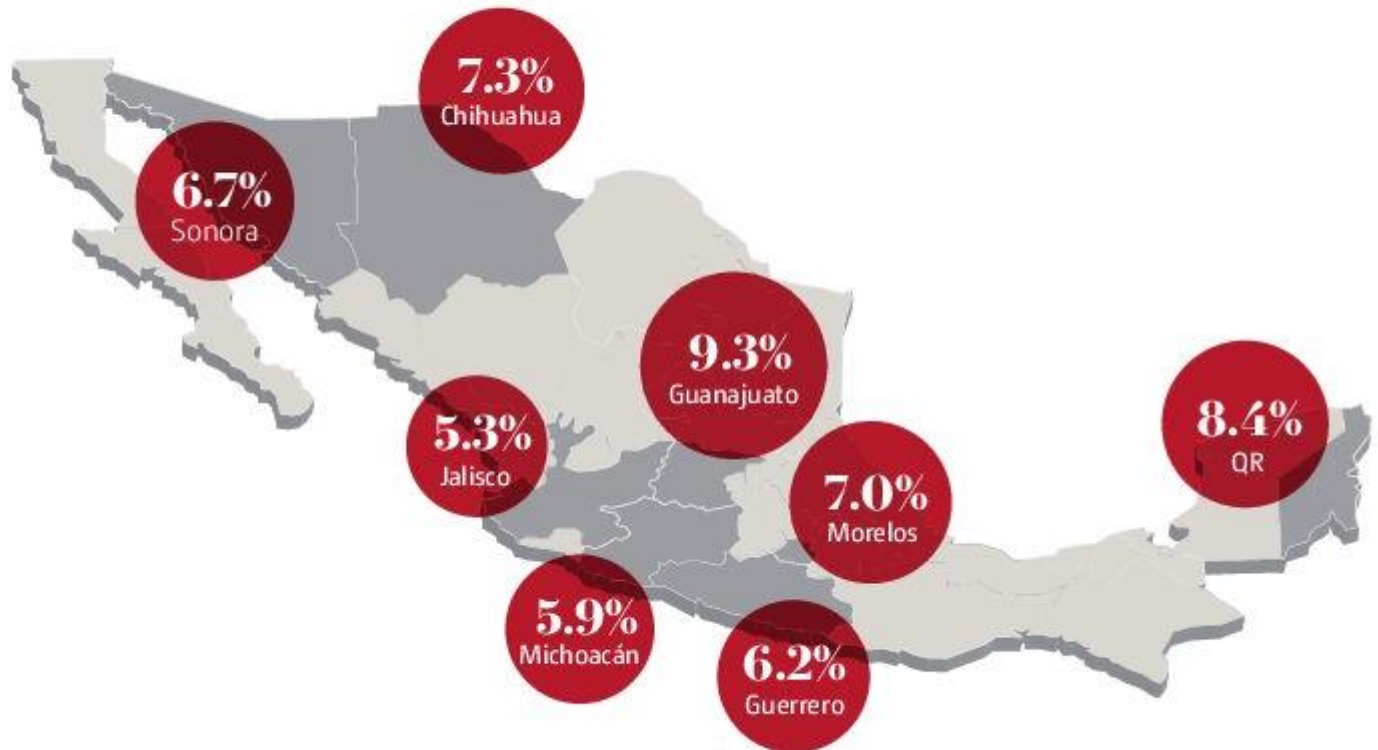 7.3%
Chihuahua
6.7%
Sonora
9.3%
Guanajuato
5.3%
Jalisco
8.4%
QR
7.0%
Morelos
5.9%
Michoacán
6.2%
Guerrero